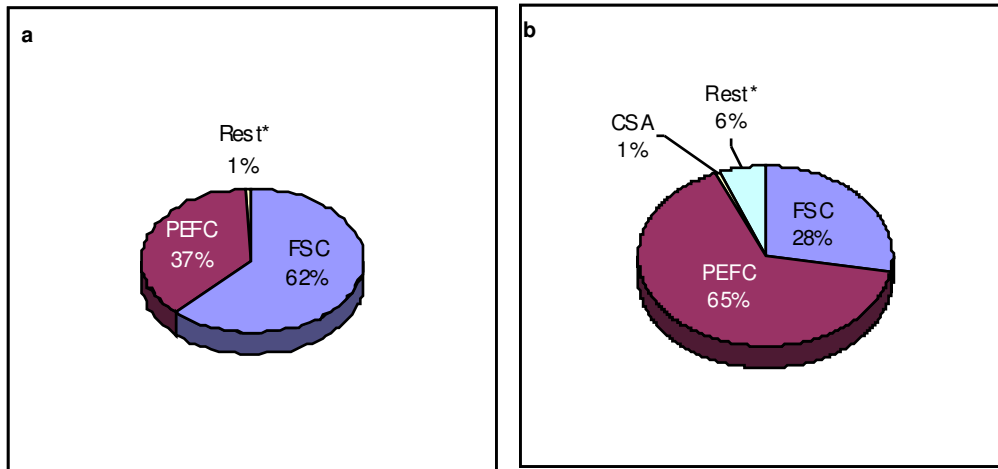 a
Rest*
1%
PEFC
37%
FSC
62%
b
Rest*
6%
CSA
1%
FSC
28%
PEFC
65%